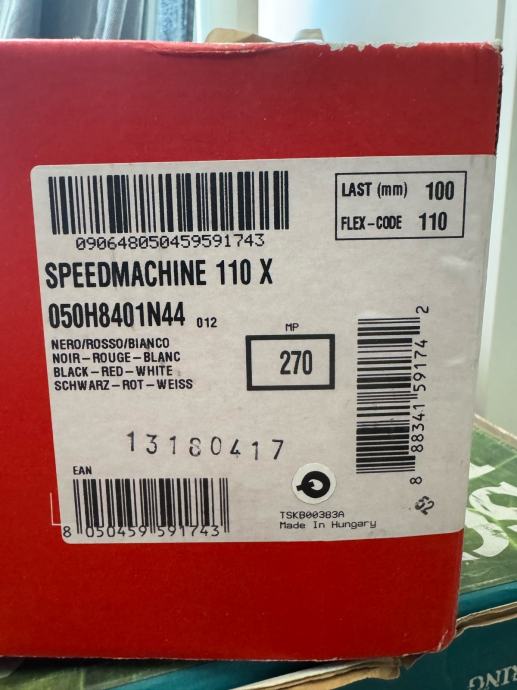 LAST (mm) 100
FLEX-CODE 110
090648050459591743
SPEEDMACHINE 110 X
050H8401N44 012
NERO/ROSSO/BIANCO
NOIR-ROUGE-BLANC
BLACK-RED-WHITE
SCHWARZ-ROT-WEISS
MP
270
13180417
EAN
8 050459 591743
8 88341 59174 2
62
TSKB00383A
Made In Hungary